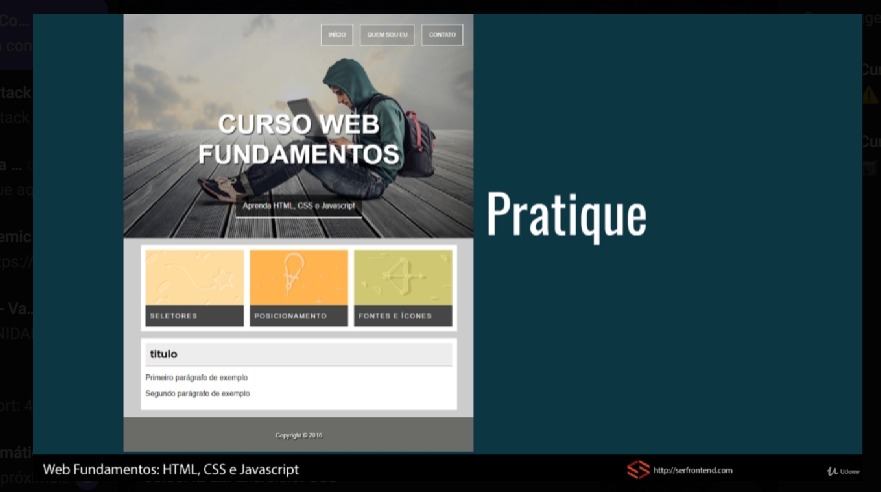 INÍCIO
QUEM SOU EU
CONTATO
CURSO WEB
FUNDAMENTOS
Aprenda HTML, CSS e Javascript
Pratique
SELETORES
POSICIONAMENTO
FONTES E ÍCONES
titulo
Primeiro parágrafo de exemplo
Segundo parágrafo de exemplo
Copyright © 2016
Web Fundamentos: HTML, CSS e Javascript
http://serfrontend.com
Udemy